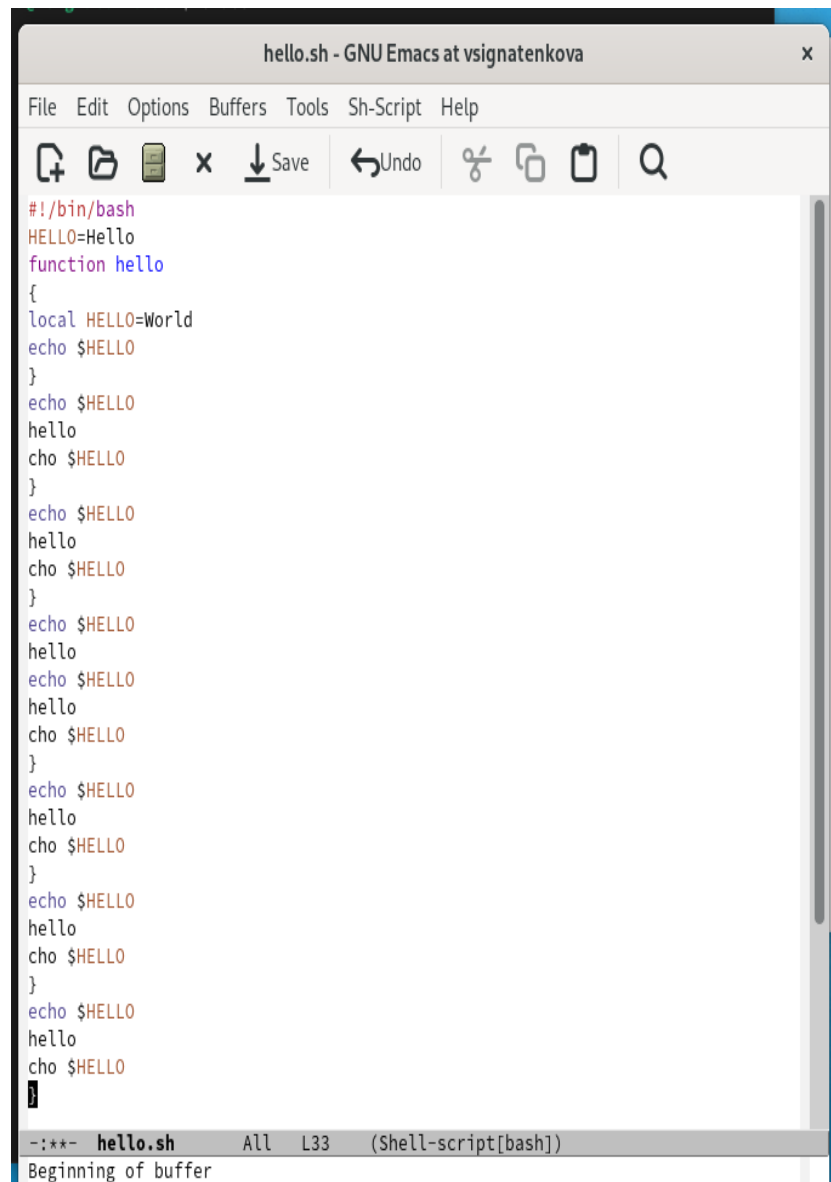 hello.sh - GNU Emacs at vsignatenkova x
File Edit Options Buffers Tools Sh-Script Help
Save Undo
#!/bin/bash
HELLO=Hello
function hello
{
local HELLO=World
echo $HELLO
}
echo $HELLO
hello
cho $HELLO
}
echo $HELLO
hello
cho $HELLO
}
echo $HELLO
hello
echo $HELLO
hello
cho $HELLO
}
echo $HELLO
hello
cho $HELLO
}
echo $HELLO
hello
cho $HELLO
}
echo $HELLO
hello
cho $HELLO
}
-:**- hello.sh All L33 (Shell-script[bash])
Beginning of buffer